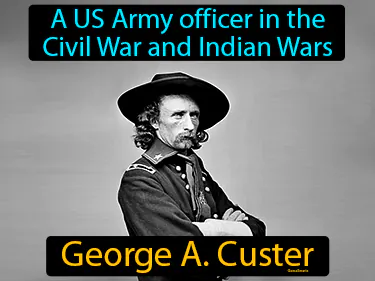 A US Army officer in the
Civil War and Indian Wars
George A. Custer